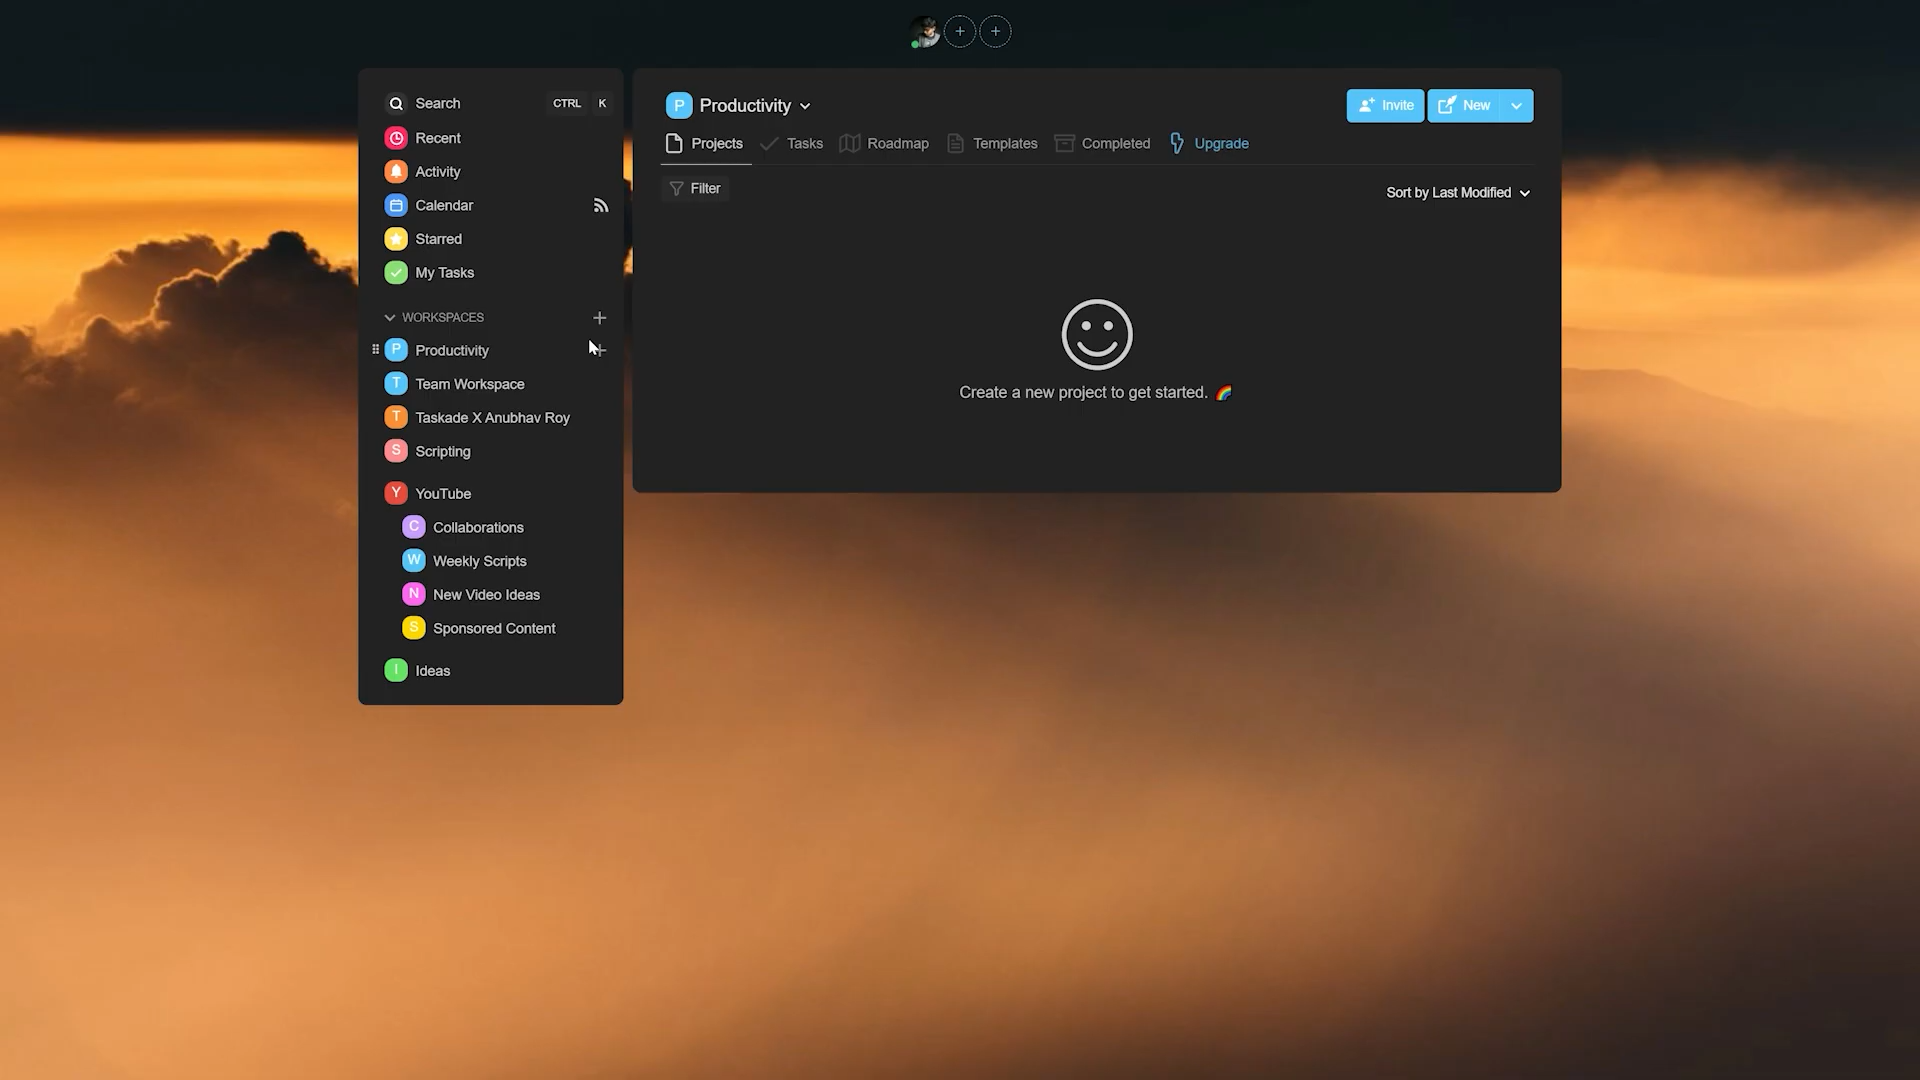 Search CTRL K
Recent
Activity
Calendar
Starred
My Tasks
WORKSPACES
P Productivity
T Team Workspace
T Taskade X Anubhav Roy
S Scripting
Y YouTube
C Collaborations
W Weekly Scripts
N New Video Ideas
S Sponsored Content
I Ideas
P Productivity
Invite New
Projects Tasks Roadmap Templates Completed Upgrade
Filter
Sort by Last Modified
Create a new project to get started. 🌈